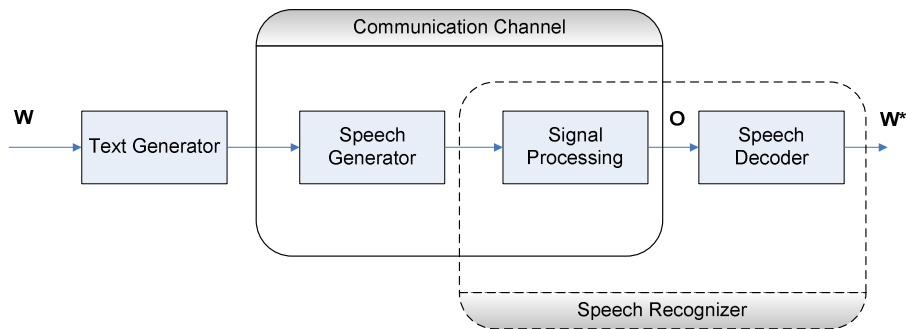 Communication Channel
W
Text Generator
Speech
Generator
Signal
Processing
O
Speech
Decoder
W*
Speech Recognizer